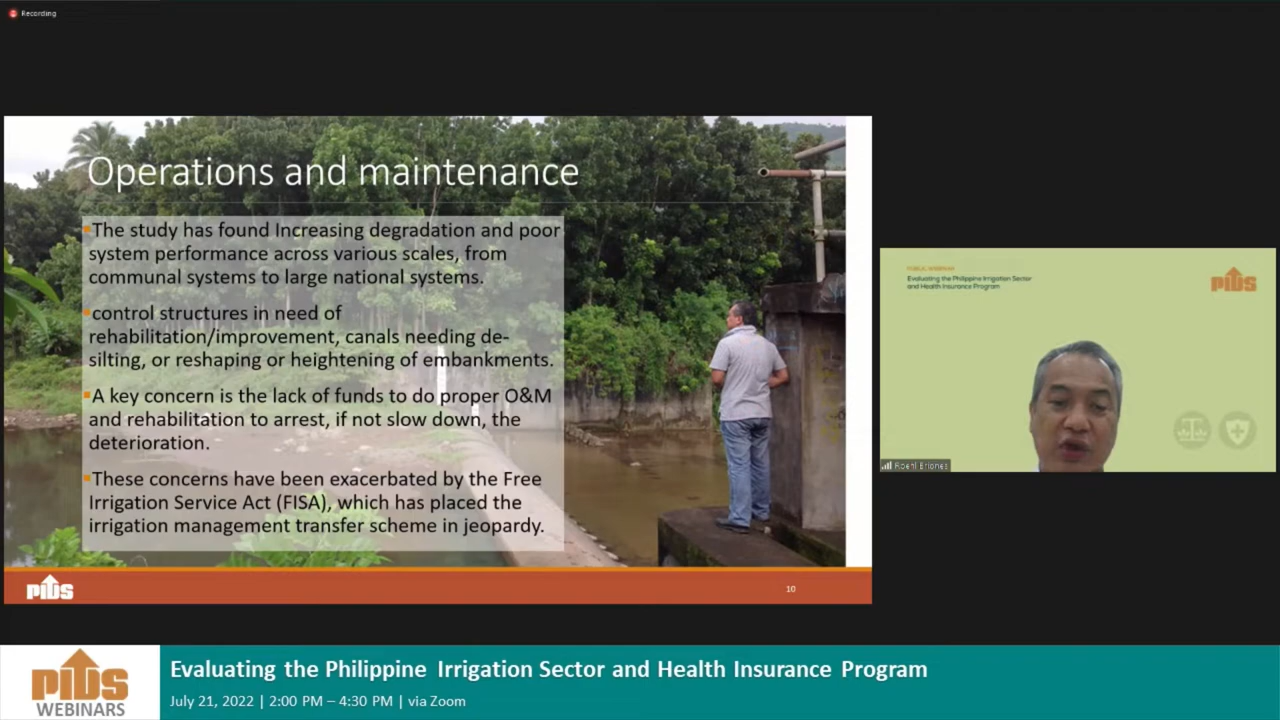 Recording
Operations and maintenance
The study has found Increasing degradation and poor
system performance across various scales, from
communal systems to large national systems.
control structures in need of
rehabilitation/improvement, canals needing de-
silting, or reshaping or heightening of embankments.
A key concern is the lack of funds to do proper O&M
and rehabilitation to arrest, if not slow down, the
deterioration.
These concerns have been exacerbated by the Free
Irrigation Service Act (FISA), which has placed the
irrigation management transfer scheme in jeopardy.
PIDS
10
PUBLIC WEBINAR
Evaluating the Philippine Irrigation Sector
and Health Insurance Program
PIDS
Roehl Briones
PIDS
WEBINARS
Evaluating the Philippine Irrigation Sector and Health Insurance Program
July 21, 2022 | 2:00 PM – 4:30 PM | via Zoom